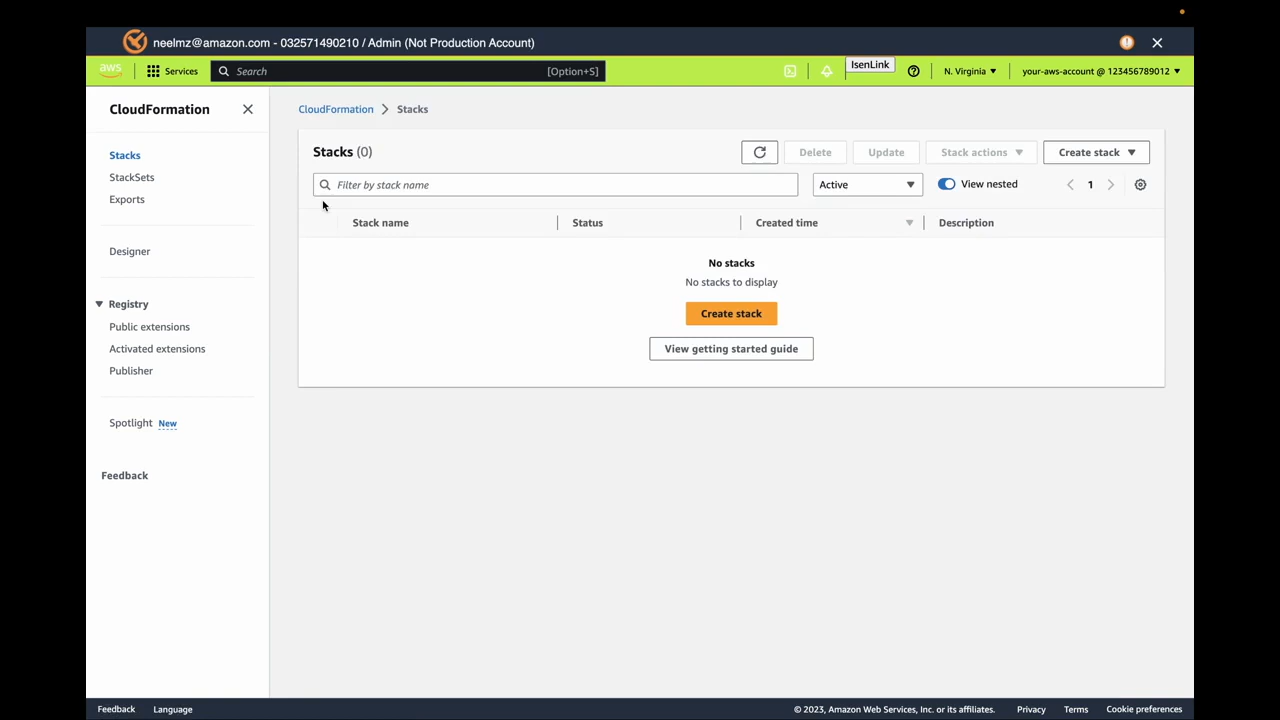 neelmz@amazon.com - 032571490210 / Admin (Not Production Account)
aws Services Search [Option+S] IsenLink N. Virginia your-aws-account @ 123456789012
CloudFormation
Stacks
StackSets
Exports
Designer
Registry
Public extensions
Activated extensions
Publisher
Spotlight New
Feedback
CloudFormation Stacks
Stacks (0) Delete Update Stack actions Create stack
Filter by stack name Active View nested 1
Stack name Status Created time Description
No stacks
No stacks to display
Create stack
View getting started guide
Feedback Language © 2023, Amazon Web Services, Inc. or its affiliates. Privacy Terms Cookie preferences